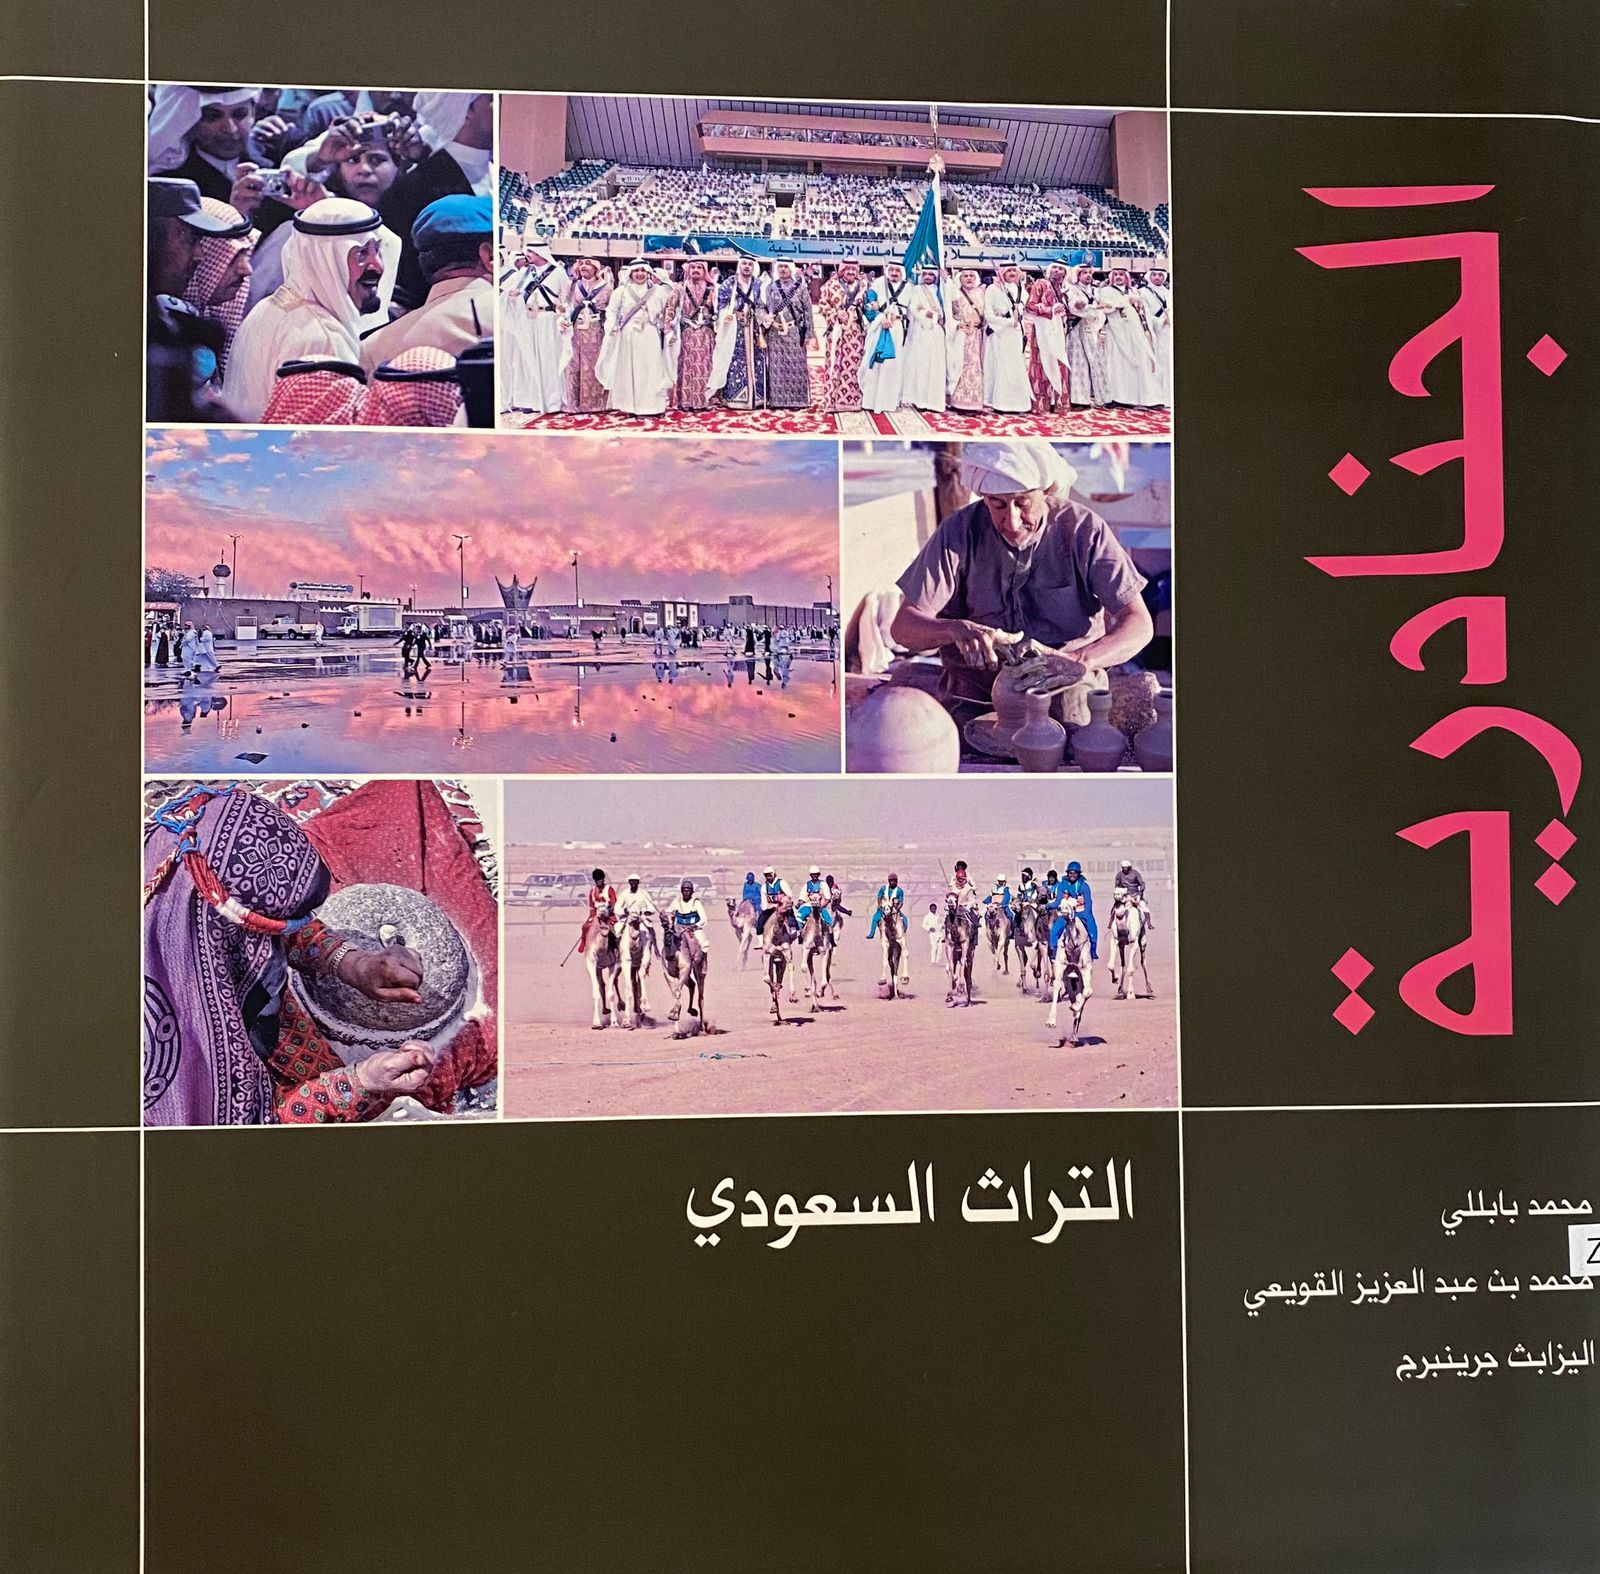 الجنادرية
التراث السعودي
محمد بابللي
محمد بن عبد العزيز القويعي
اليزابث جرينبرج
Z